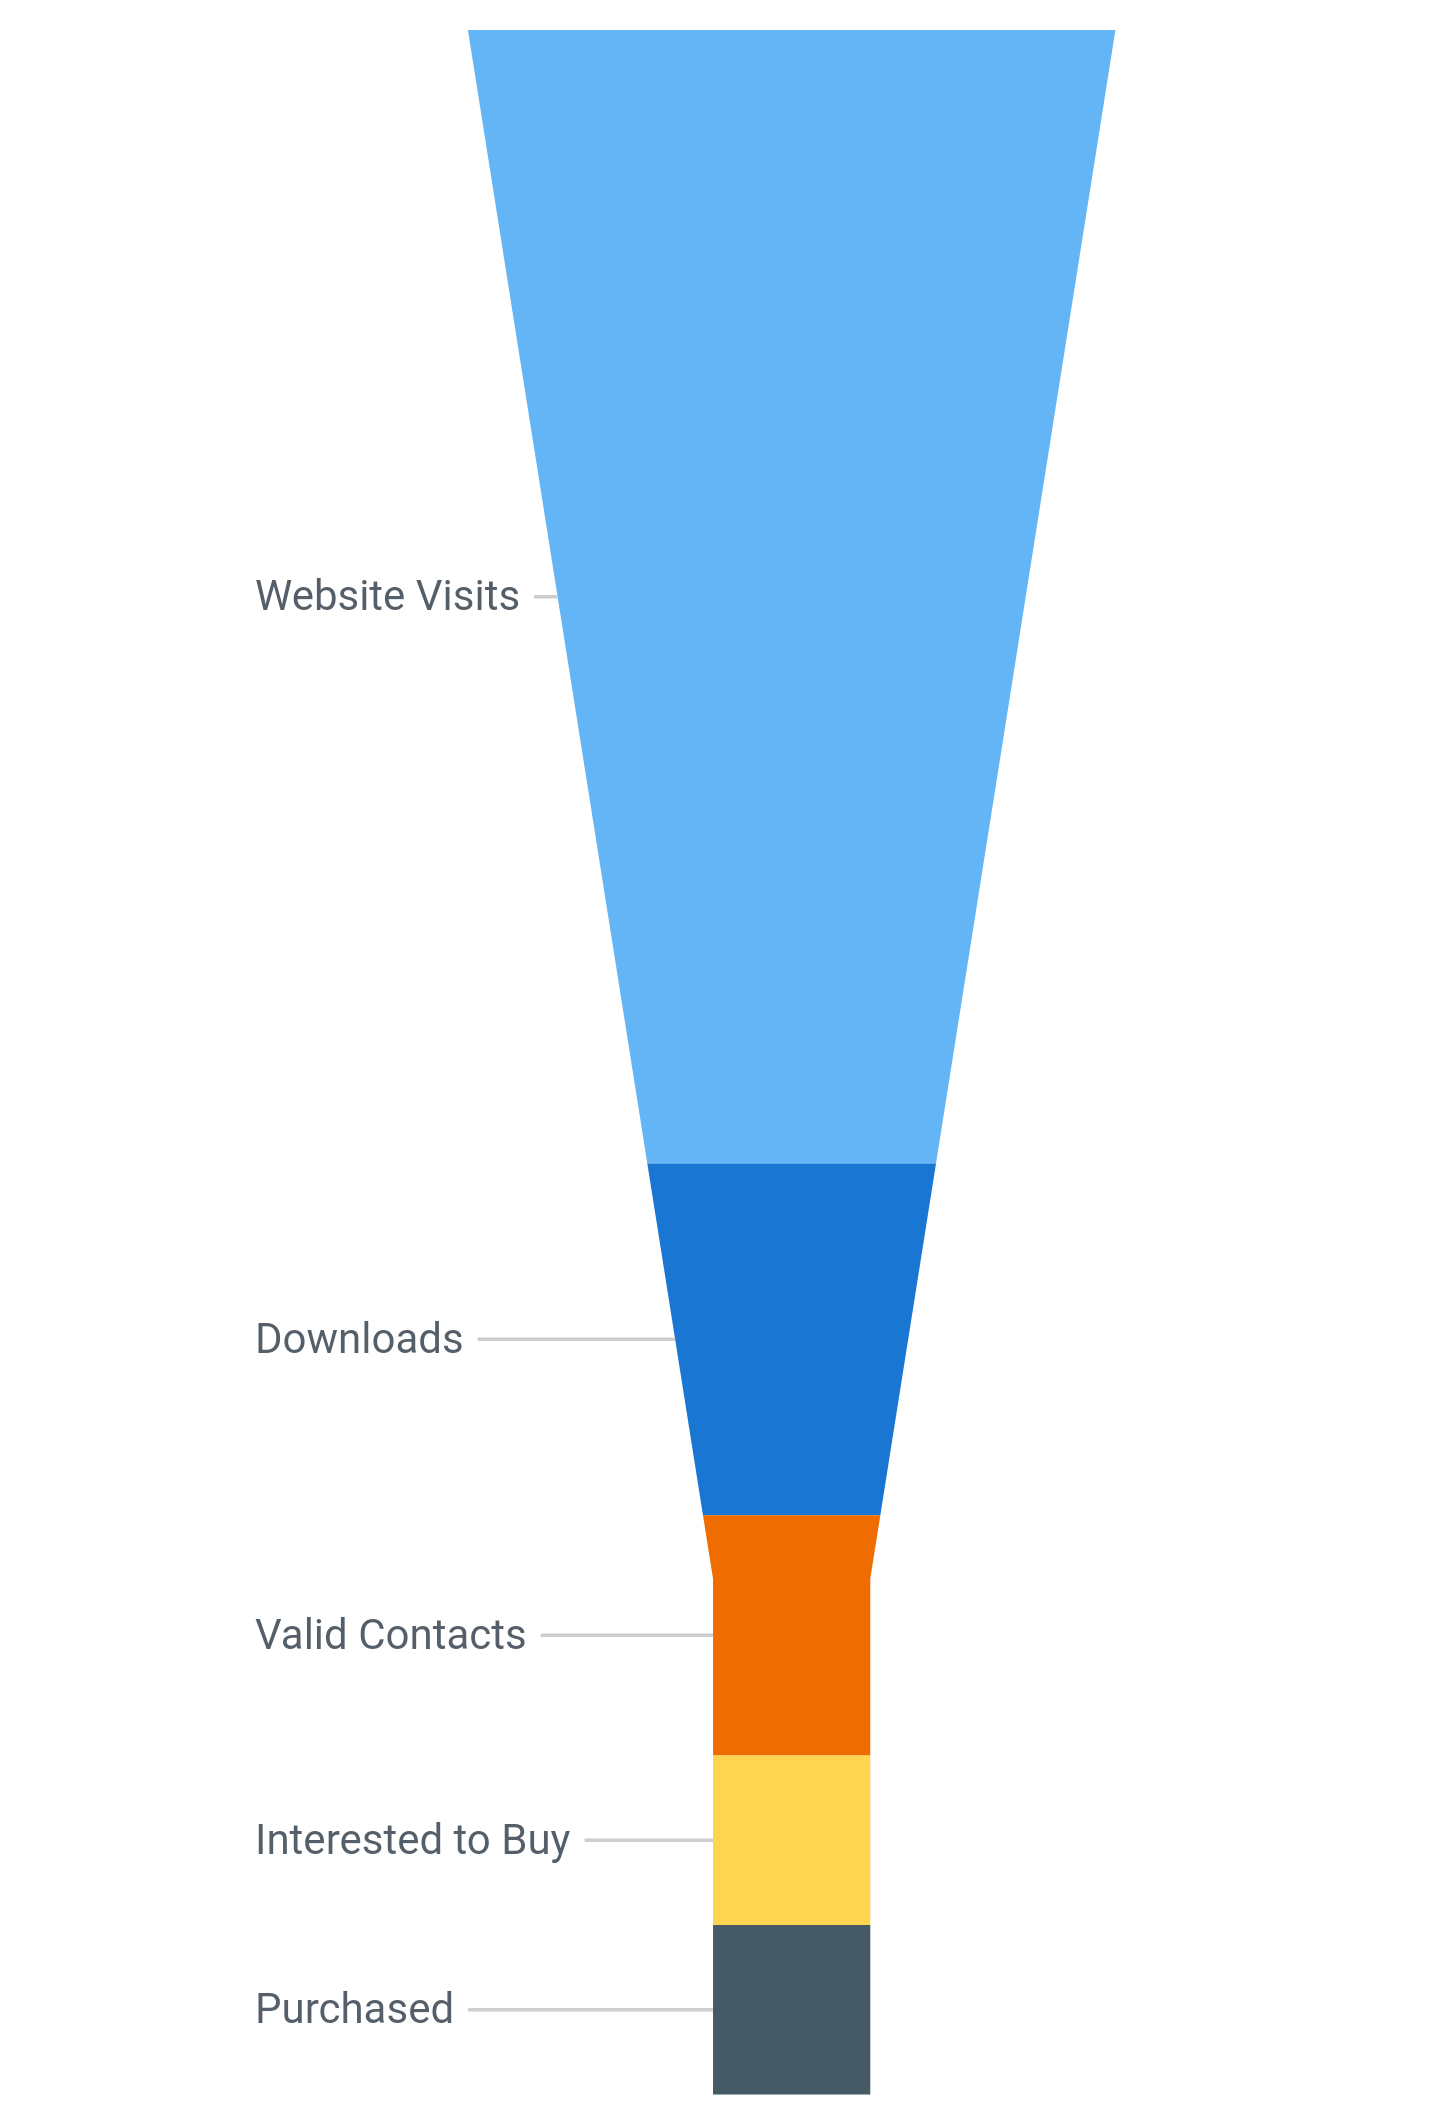 Website Visits
Downloads
Valid Contacts
Interested to Buy
Purchased